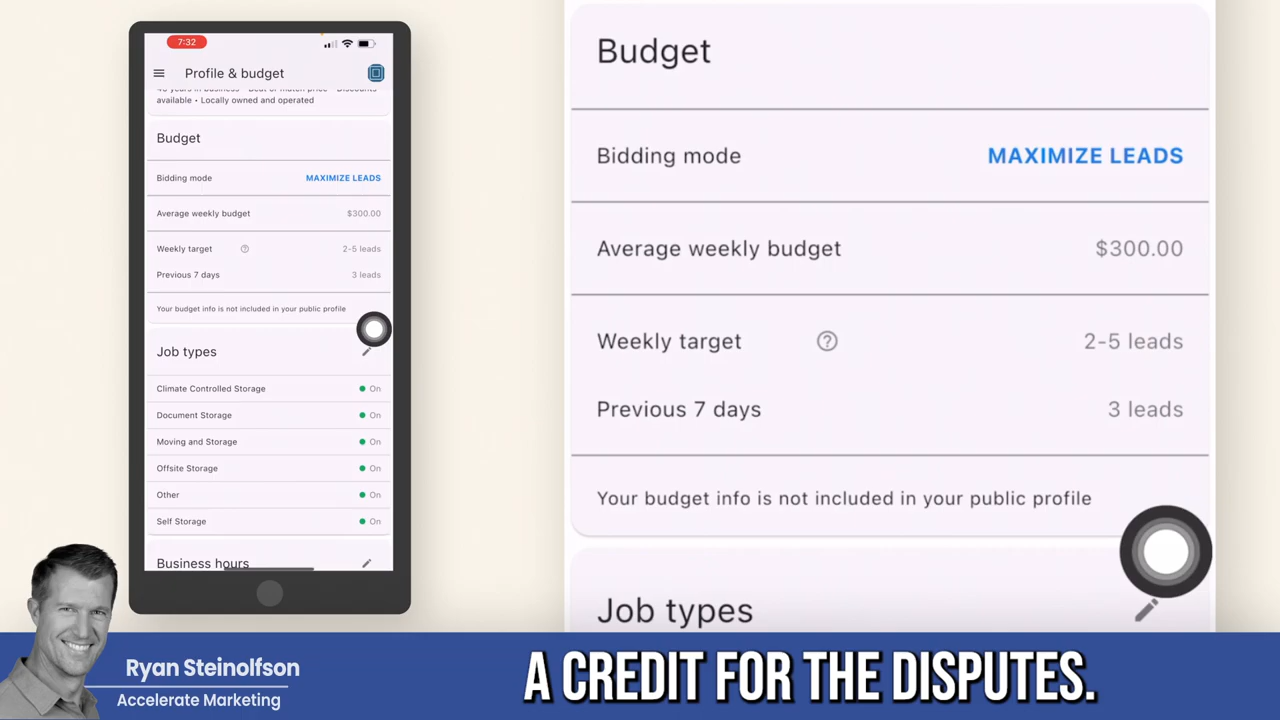 7:32
Profile & budget
available • Locally owned and operated
Budget
Bidding mode MAXIMIZE LEADS
Average weekly budget $300.00
Weekly target ? 2-5 leads
Previous 7 days 3 leads
Your budget info is not included in your public profile
Job types
Climate Controlled Storage On
Document Storage On
Moving and Storage On
Offsite Storage On
Other On
Self Storage On
Business hours
Budget
Bidding mode MAXIMIZE LEADS
Average weekly budget $300.00
Weekly target ? 2-5 leads
Previous 7 days 3 leads
Your budget info is not included in your public profile
Job types
Ryan Steinolfson
Accelerate Marketing
A CREDIT FOR THE DISPUTES.